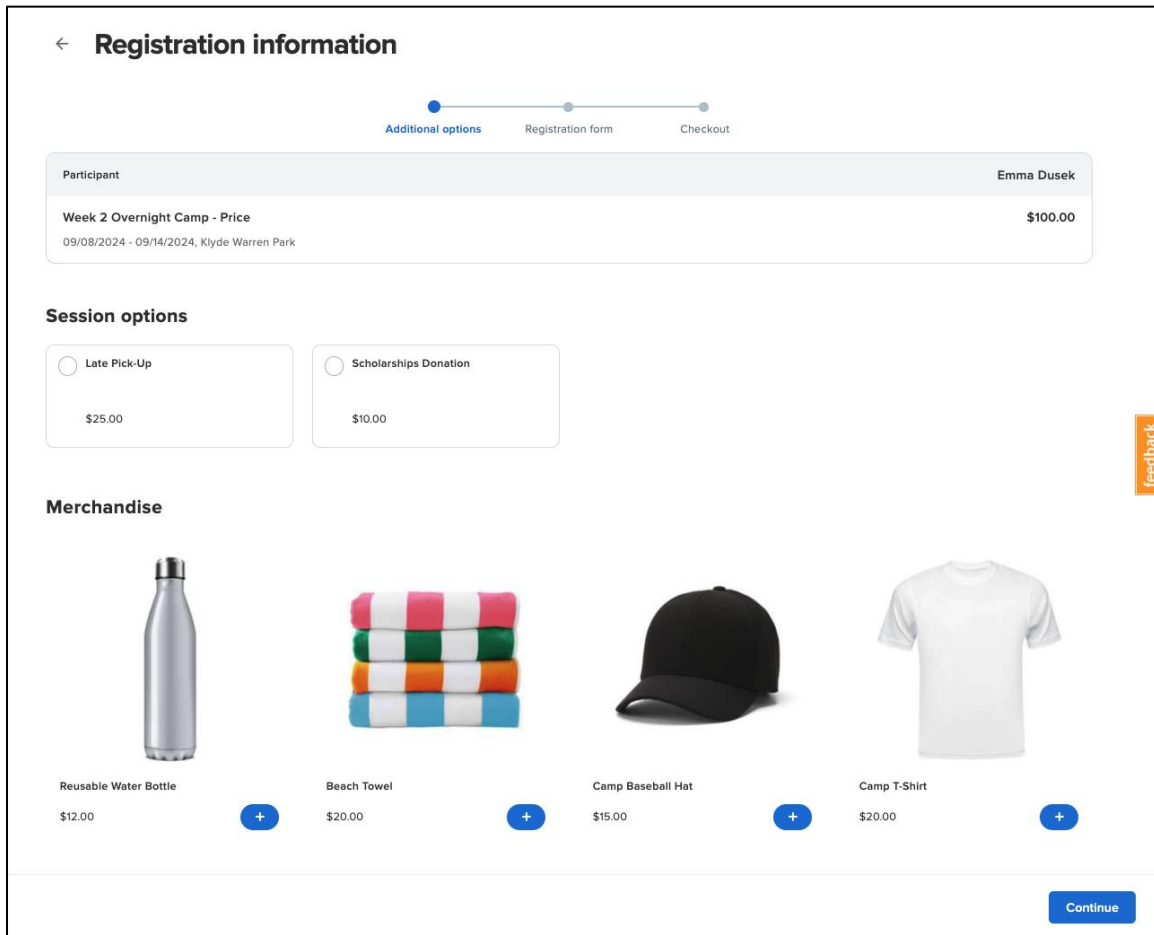 ← Registration information
Additional options Registration form Checkout
Participant Emma Dusek
Week 2 Overnight Camp - Price $100.00
09/08/2024 - 09/14/2024, Klyde Warren Park
Session options
Late Pick-Up Scholarships Donation
$25.00 $10.00
feedback
Merchandise
Reusable Water Bottle Beach Towel Camp Baseball Hat Camp T-Shirt
$12.00 + $20.00 + $15.00 + $20.00 +
Continue